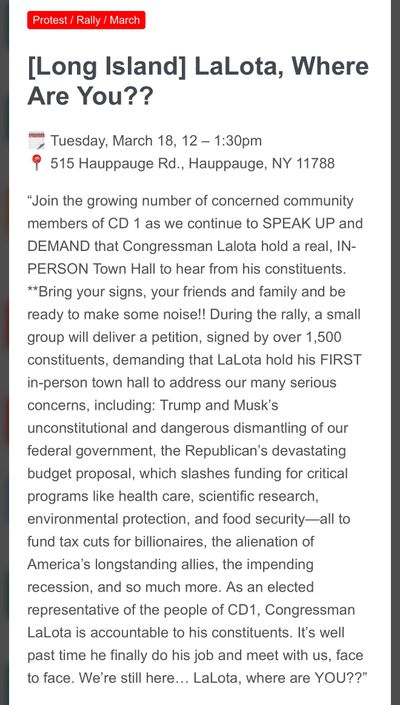 Protest / Rally / March
[Long Island] LaLota, Where
Are You??
Tuesday, March 18, 12 – 1:30pm
515 Hauppauge Rd., Hauppauge, NY 11788
“Join the growing number of concerned community
members of CD 1 as we continue to SPEAK UP and
DEMAND that Congressman Lalota hold a real, IN-
PERSON Town Hall to hear from his constituents.
**Bring your signs, your friends and family and be
ready to make some noise!! During the rally, a small
group will deliver a petition, signed by over 1,500
constituents, demanding that LaLota hold his FIRST
in-person town hall to address our many serious
concerns, including: Trump and Musk’s
unconstitutional and dangerous dismantling of our
federal government, the Republican’s devastating
budget proposal, which slashes funding for critical
programs like health care, scientific research,
environmental protection, and food security—all to
fund tax cuts for billionaires, the alienation of
America’s longstanding allies, the impending
recession, and so much more. As an elected
representative of the people of CD1, Congressman
LaLota is accountable to his constituents. It’s well
past time he finally do his job and meet with us, face
to face. We’re still here… LaLota, where are YOU??”